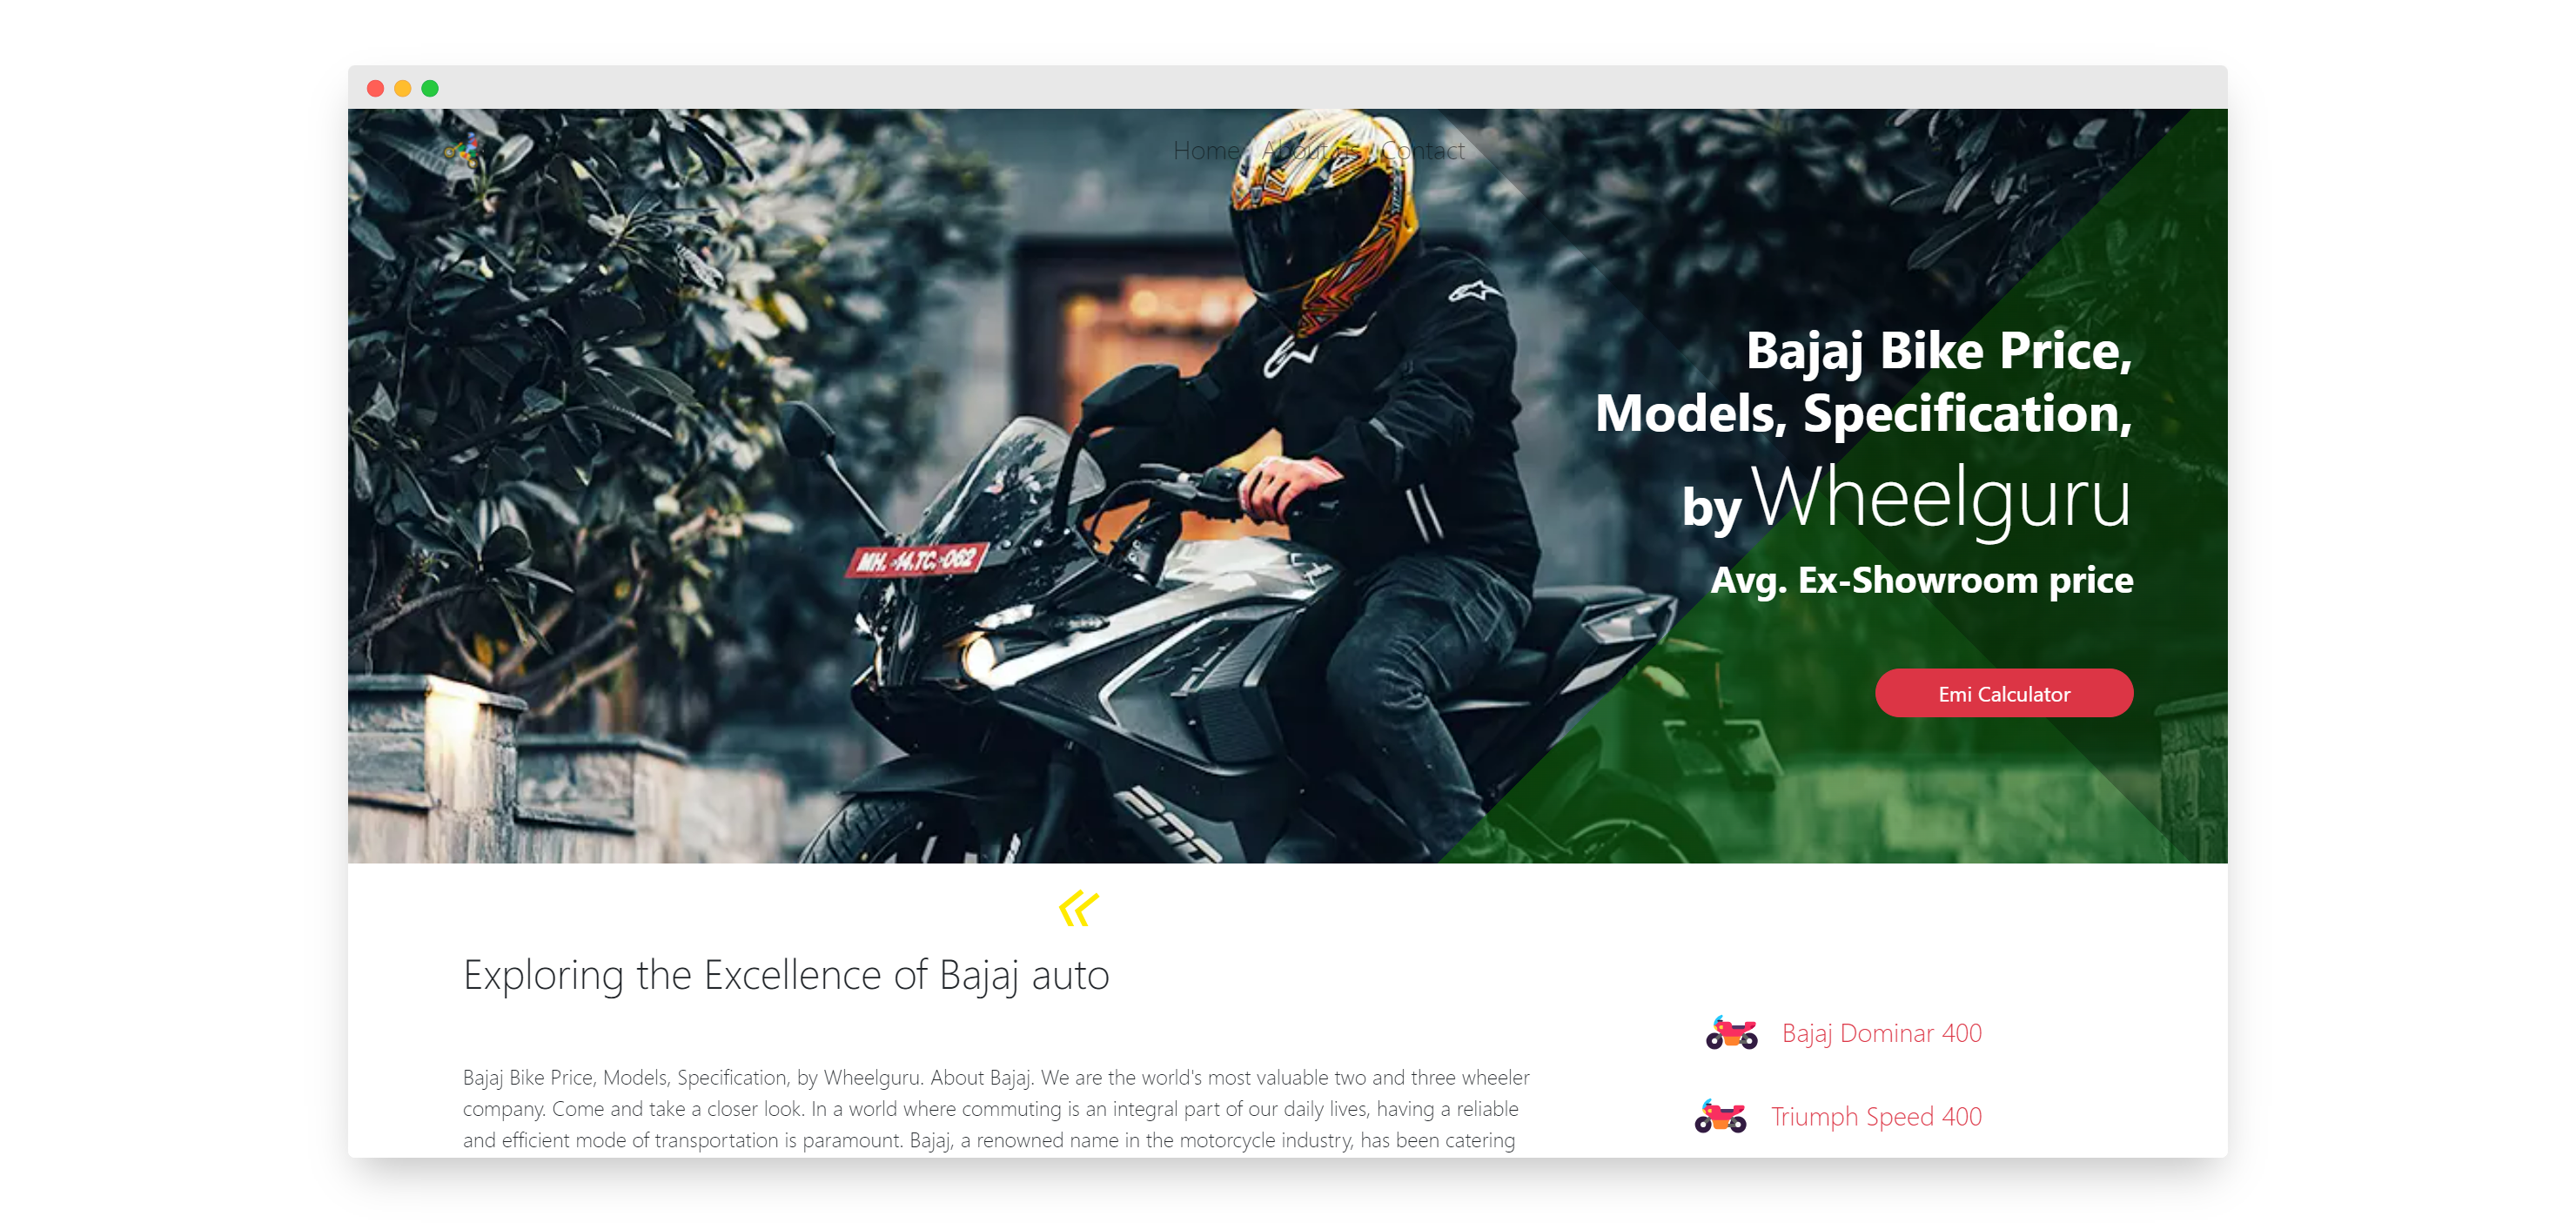 Home About us Contact
Bajaj Bike Price,
Models, Specification,
by Wheelguru
Avg. Ex-Showroom price
Emi Calculator
MH. 14.TC. 062
Exploring the Excellence of Bajaj auto
Bajaj Bike Price, Models, Specification, by Wheelguru. About Bajaj. We are the world's most valuable two and three wheeler
company. Come and take a closer look. In a world where commuting is an integral part of our daily lives, having a reliable
and efficient mode of transportation is paramount. Bajaj, a renowned name in the motorcycle industry, has been catering
Bajaj Dominar 400
Triumph Speed 400